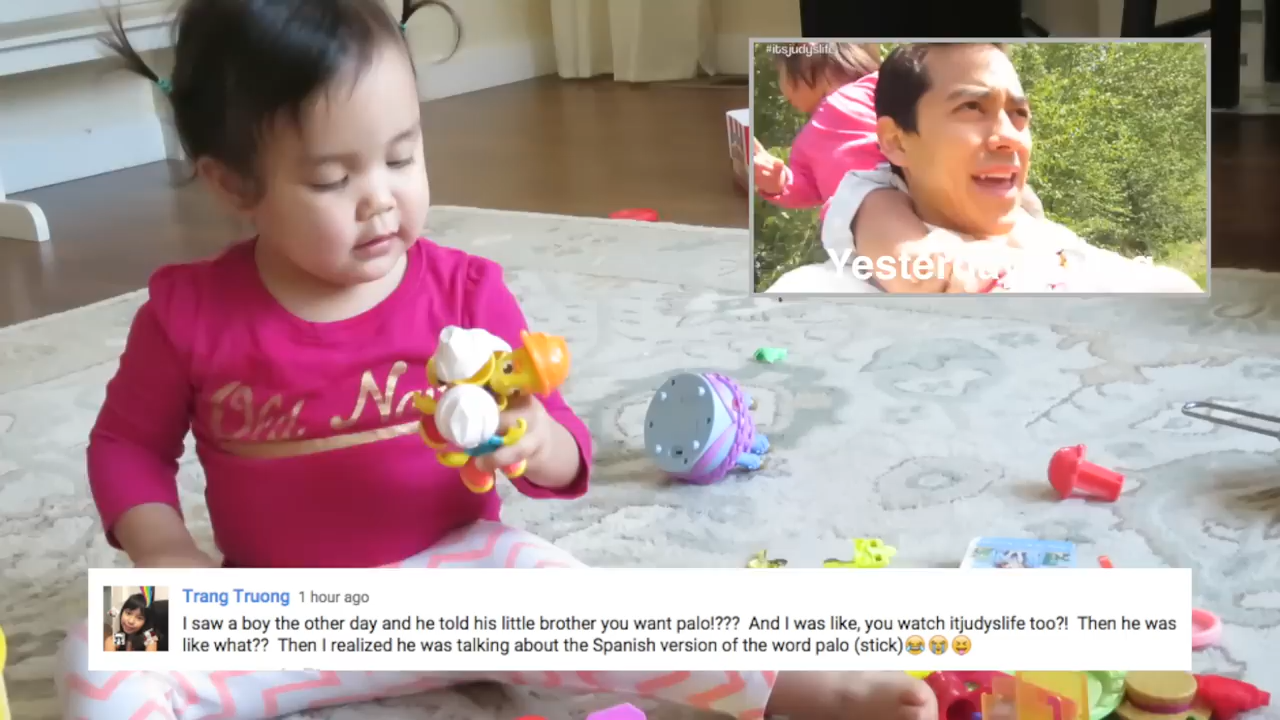 #itsjudyslife
Yesterday
Trang Truong 1 hour ago
I saw a boy the other day and he told his little brother you want palo!??? And I was like, you watch itjudyslife too?! Then he was
like what?? Then I realized he was talking about the Spanish version of the word palo (stick)😂😭😝